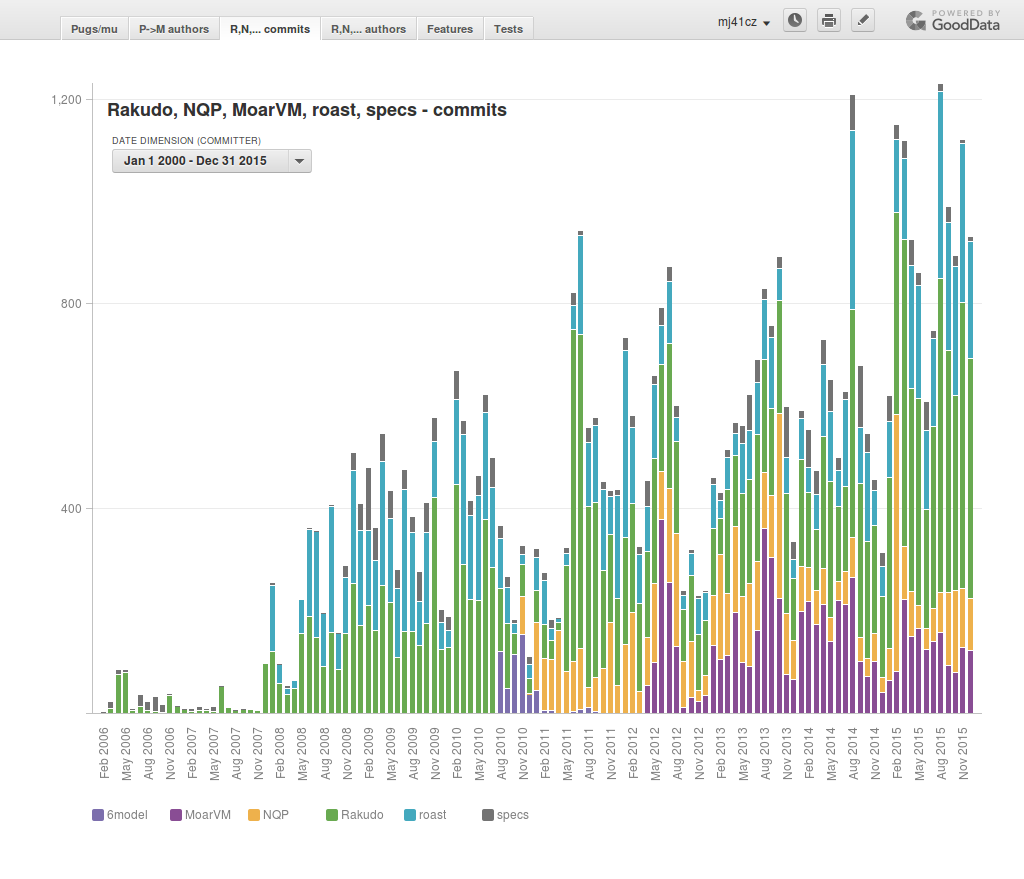 Pugs/mu
P->M authors
R,N,... commits
R,N,... authors
Features
Tests
mj41cz
POWERED BY
GoodData
Rakudo, NQP, MoarVM, roast, specs - commits
DATE DIMENSION (COMMITTER)
Jan 1 2000 - Dec 31 2015
1,200
800
400
Feb 2006
May 2006
Aug 2006
Nov 2006
Feb 2007
May 2007
Aug 2007
Nov 2007
Feb 2008
May 2008
Aug 2008
Nov 2008
Feb 2009
May 2009
Aug 2009
Nov 2009
Feb 2010
May 2010
Aug 2010
Nov 2010
Feb 2011
May 2011
Aug 2011
Nov 2011
Feb 2012
May 2012
Aug 2012
Nov 2012
Feb 2013
May 2013
Aug 2013
Nov 2013
Feb 2014
May 2014
Aug 2014
Nov 2014
Feb 2015
May 2015
Aug 2015
Nov 2015
6model
MoarVM
NQP
Rakudo
roast
specs